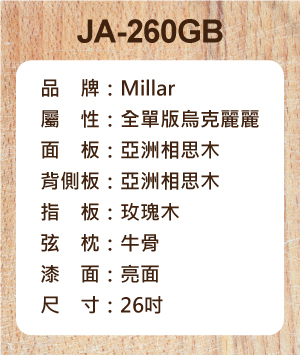 JA-260GB
品　牌：Millar
屬　性：全單版烏克麗麗
面　板：亞洲相思木
背側板：亞洲相思木
指　板：玫瑰木
弦　枕：牛骨
漆　面：亮面
尺　寸：26吋